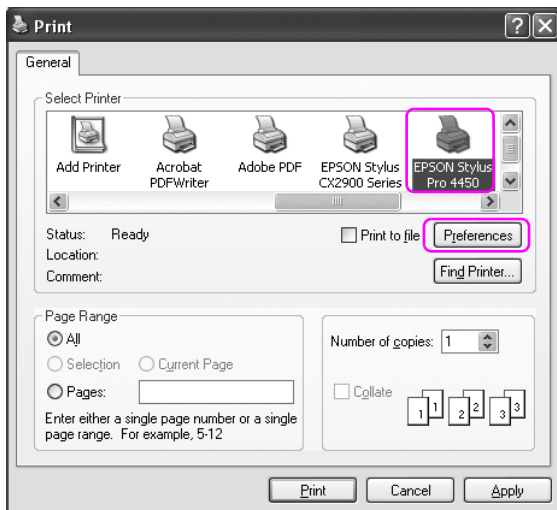 Print
General
Select Printer
Add Printer
Acrobat
PDFWriter
Adobe PDF
EPSON Stylus
CX2900 Series
EPSON Stylus
Pro 4450
Status: Ready
Print to file
Preferences
Location:
Comment:
Find Printer...
Page Range
All
Selection
Current Page
Pages:
Enter either a single page number or a single
page range. For example, 5-12
Number of copies: 1
Collate
1 1 2 2 3 3
Print
Cancel
Apply